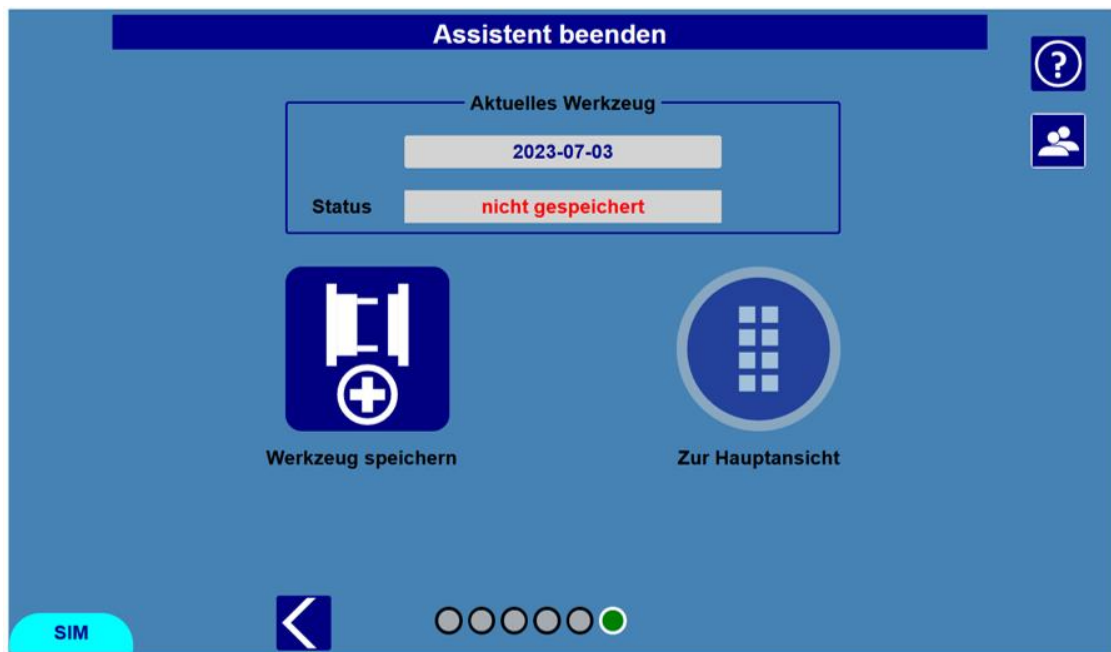 Assistent beenden
?
Aktuelles Werkzeug
2023-07-03
Status nicht gespeichert
Werkzeug speichern
Zur Hauptansicht
SIM